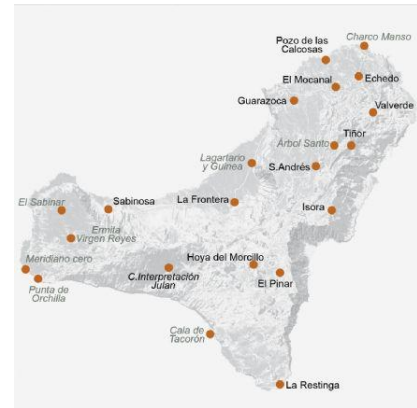 Charco Manso
Pozo de las
Calcosas
El Mocanal
Echedo
Guarazoca
Valverde
Árbol Santo
Tiñor
Lagartario
y Guinea
S.Andrés
El Sabinar
Sabinosa
La Frontera
Isora
Ermita
Virgen Reyes
Meridiano cero
Hoya del Morcillo
C.Interpretación
Julan
El Pinar
Punta de
Orchilla
Cala de
Tacorón
La Restinga